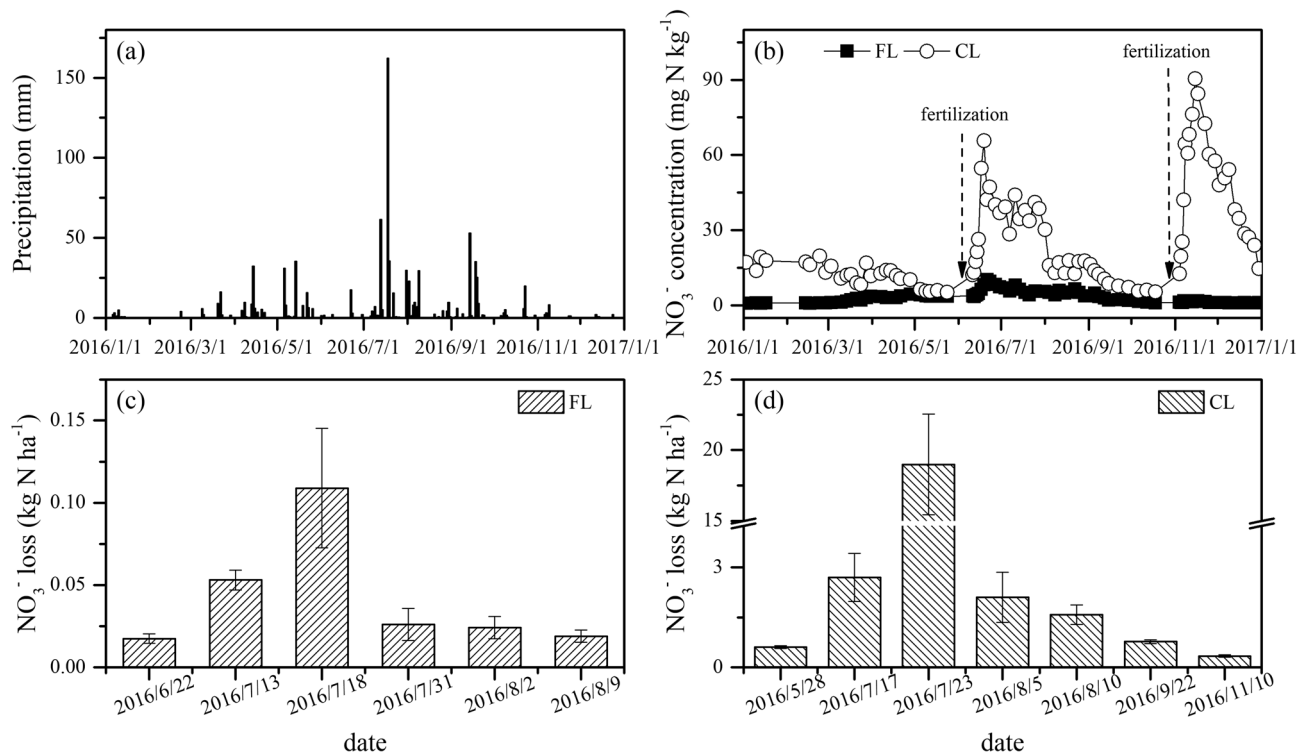 (a)
Precipitation (mm)
150
100
50
0
2016/1/1 2016/3/1 2016/5/1 2016/7/1 2016/9/1 2016/11/1 2017/1/1
(b)
FL CL
fertilization
fertilization
NO₃⁻ concentration (mg N kg⁻¹)
90
60
30
0
2016/1/1 2016/3/1 2016/5/1 2016/7/1 2016/9/1 2016/11/1 2017/1/1
(c)
FL
NO₃⁻ loss (kg N ha⁻¹)
0.15
0.10
0.05
0.00
2016/6/22 2016/7/13 2016/7/18 2016/7/31 2016/8/2 2016/8/9
date
(d)
CL
NO₃⁻ loss (kg N ha⁻¹)
25
20
15
3
0
2016/5/28 2016/7/17 2016/7/23 2016/8/5 2016/8/10 2016/9/22 2016/11/10
date